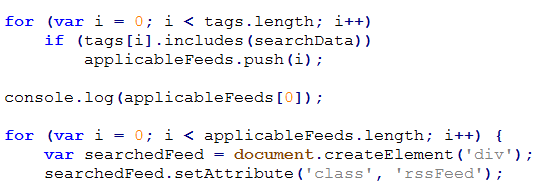 for (var i = 0; i < tags.length; i++)
    if (tags[i].includes(searchData))
        applicableFeeds.push(i);

console.log(applicableFeeds[0]);

for (var i = 0; i < applicableFeeds.length; i++) {
    var searchedFeed = document.createElement('div');
    searchedFeed.setAttribute('class', 'rssFeed');